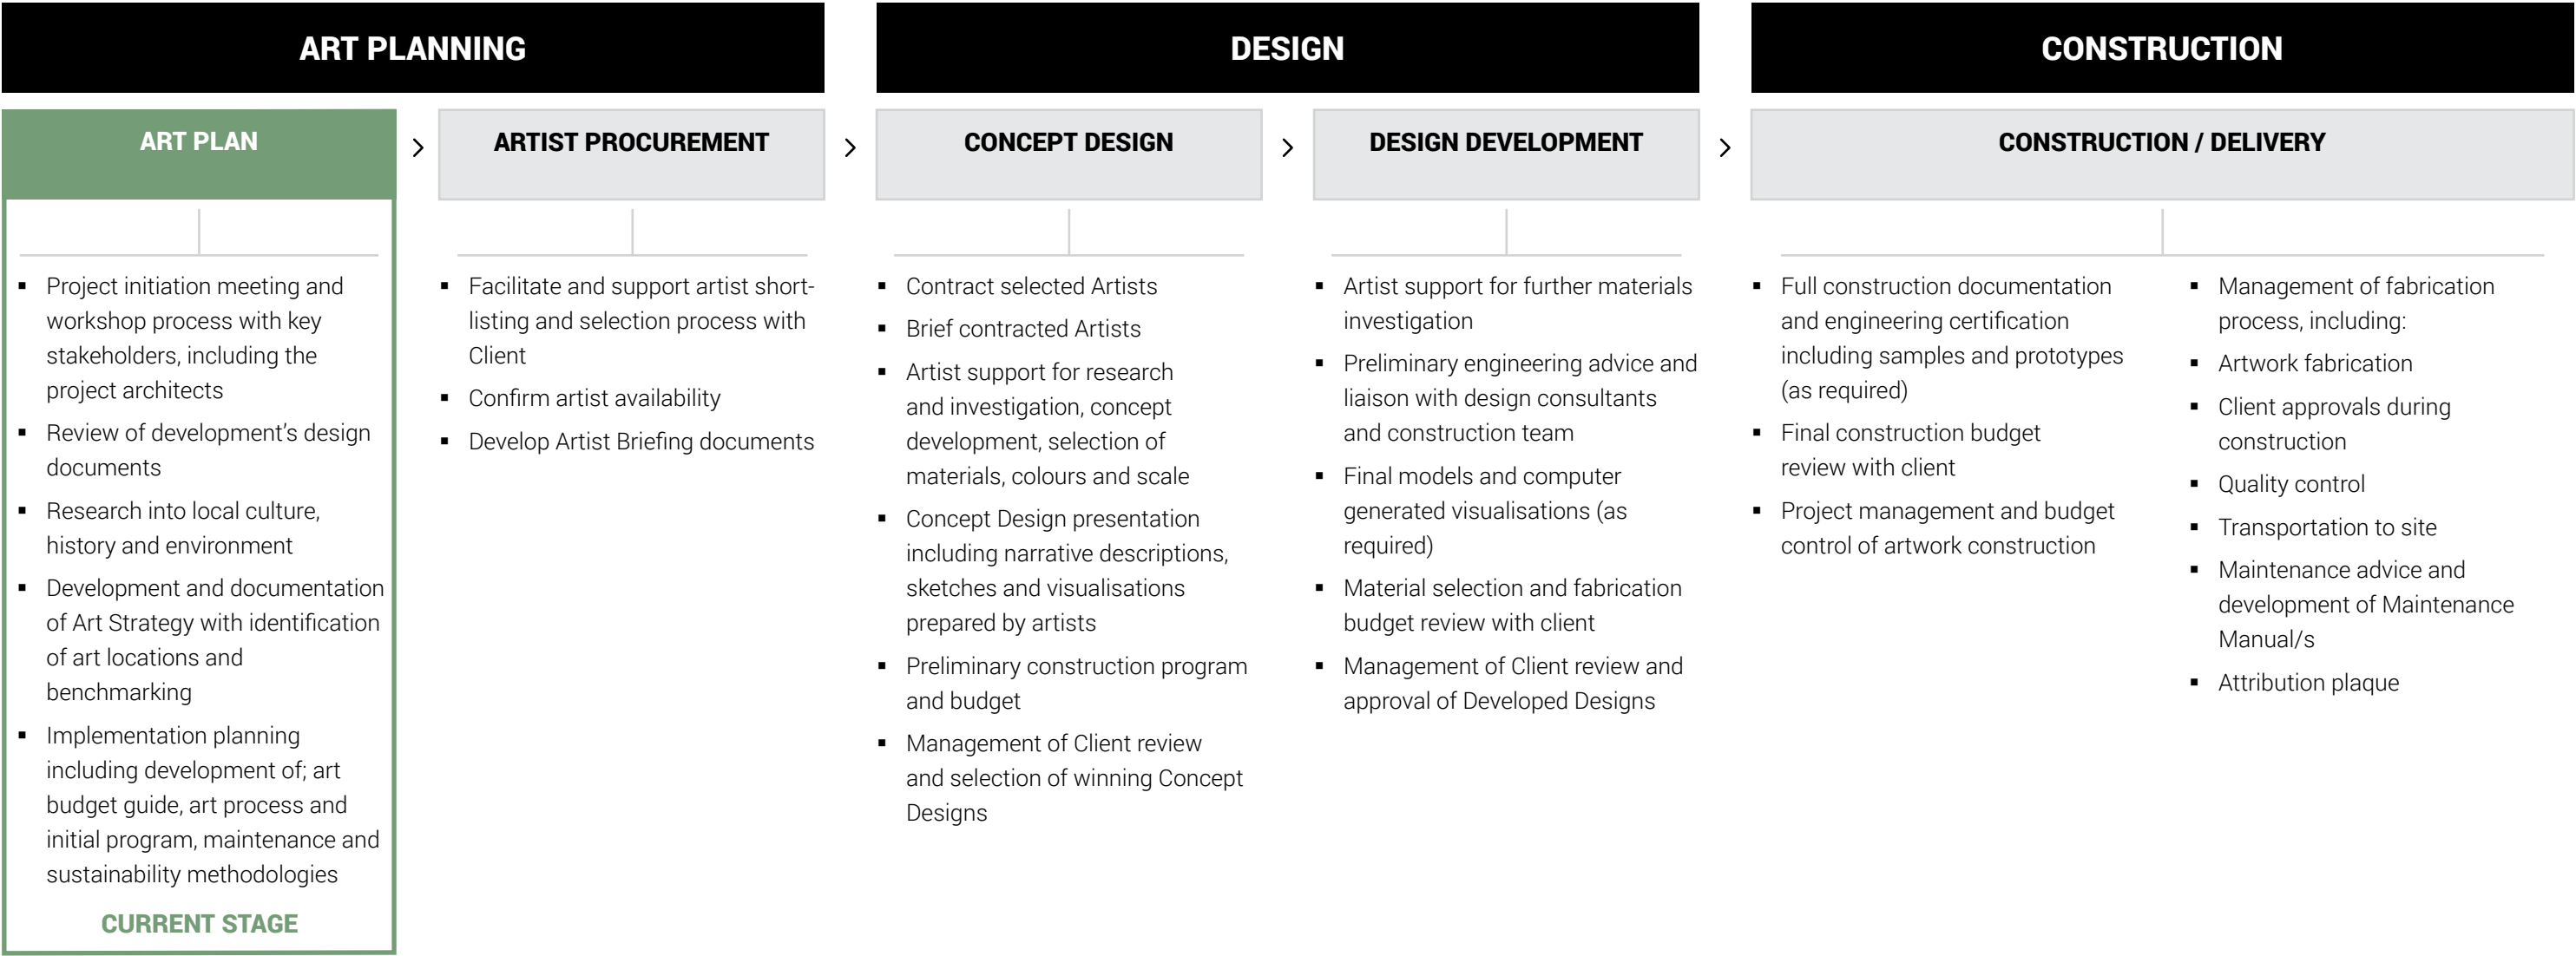 ART PLANNING
ART PLAN
▪ Project initiation meeting and
workshop process with key
stakeholders, including the
project architects
▪ Review of development’s design
documents
▪ Research into local culture,
history and environment
▪ Development and documentation
of Art Strategy with identification
of art locations and
benchmarking
▪ Implementation planning
including development of; art
budget guide, art process and
initial program, maintenance and
sustainability methodologies
CURRENT STAGE
>
ARTIST PROCUREMENT
▪ Facilitate and support artist short-
listing and selection process with
Client
▪ Confirm artist availability
▪ Develop Artist Briefing documents
>
DESIGN
CONCEPT DESIGN
▪ Contract selected Artists
▪ Brief contracted Artists
▪ Artist support for research
and investigation, concept
development, selection of
materials, colours and scale
▪ Concept Design presentation
including narrative descriptions,
sketches and visualisations
prepared by artists
▪ Preliminary construction program
and budget
▪ Management of Client review
and selection of winning Concept
Designs
>
DESIGN DEVELOPMENT
▪ Artist support for further materials
investigation
▪ Preliminary engineering advice and
liaison with design consultants
and construction team
▪ Final models and computer
generated visualisations (as
required)
▪ Material selection and fabrication
budget review with client
▪ Management of Client review and
approval of Developed Designs
>
CONSTRUCTION
CONSTRUCTION / DELIVERY
▪ Full construction documentation
and engineering certification
including samples and prototypes
(as required)
▪ Final construction budget
review with client
▪ Project management and budget
control of artwork construction
▪ Management of fabrication
process, including:
▪ Artwork fabrication
▪ Client approvals during
construction
▪ Quality control
▪ Transportation to site
▪ Maintenance advice and
development of Maintenance
Manual/s
▪ Attribution plaque